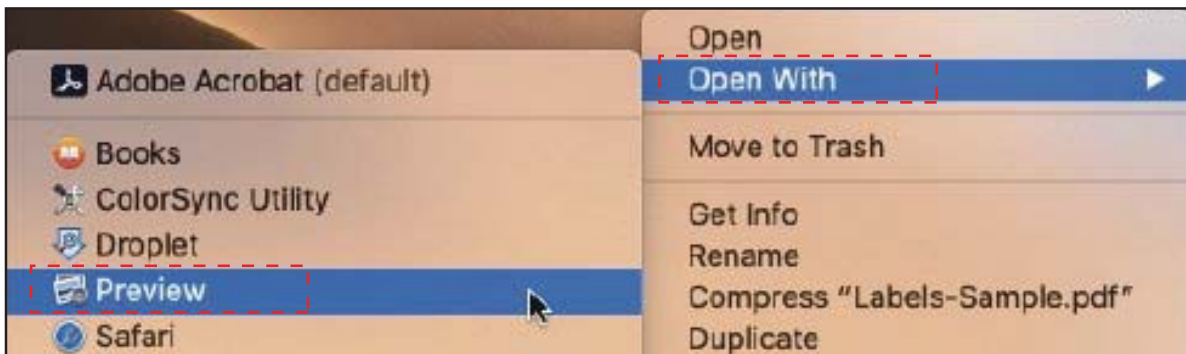 Adobe Acrobat (default)
Books
ColorSync Utility
Droplet
Preview
Safari
Open
Open With
Move to Trash
Get Info
Rename
Compress “Labels-Sample.pdf”
Duplicate